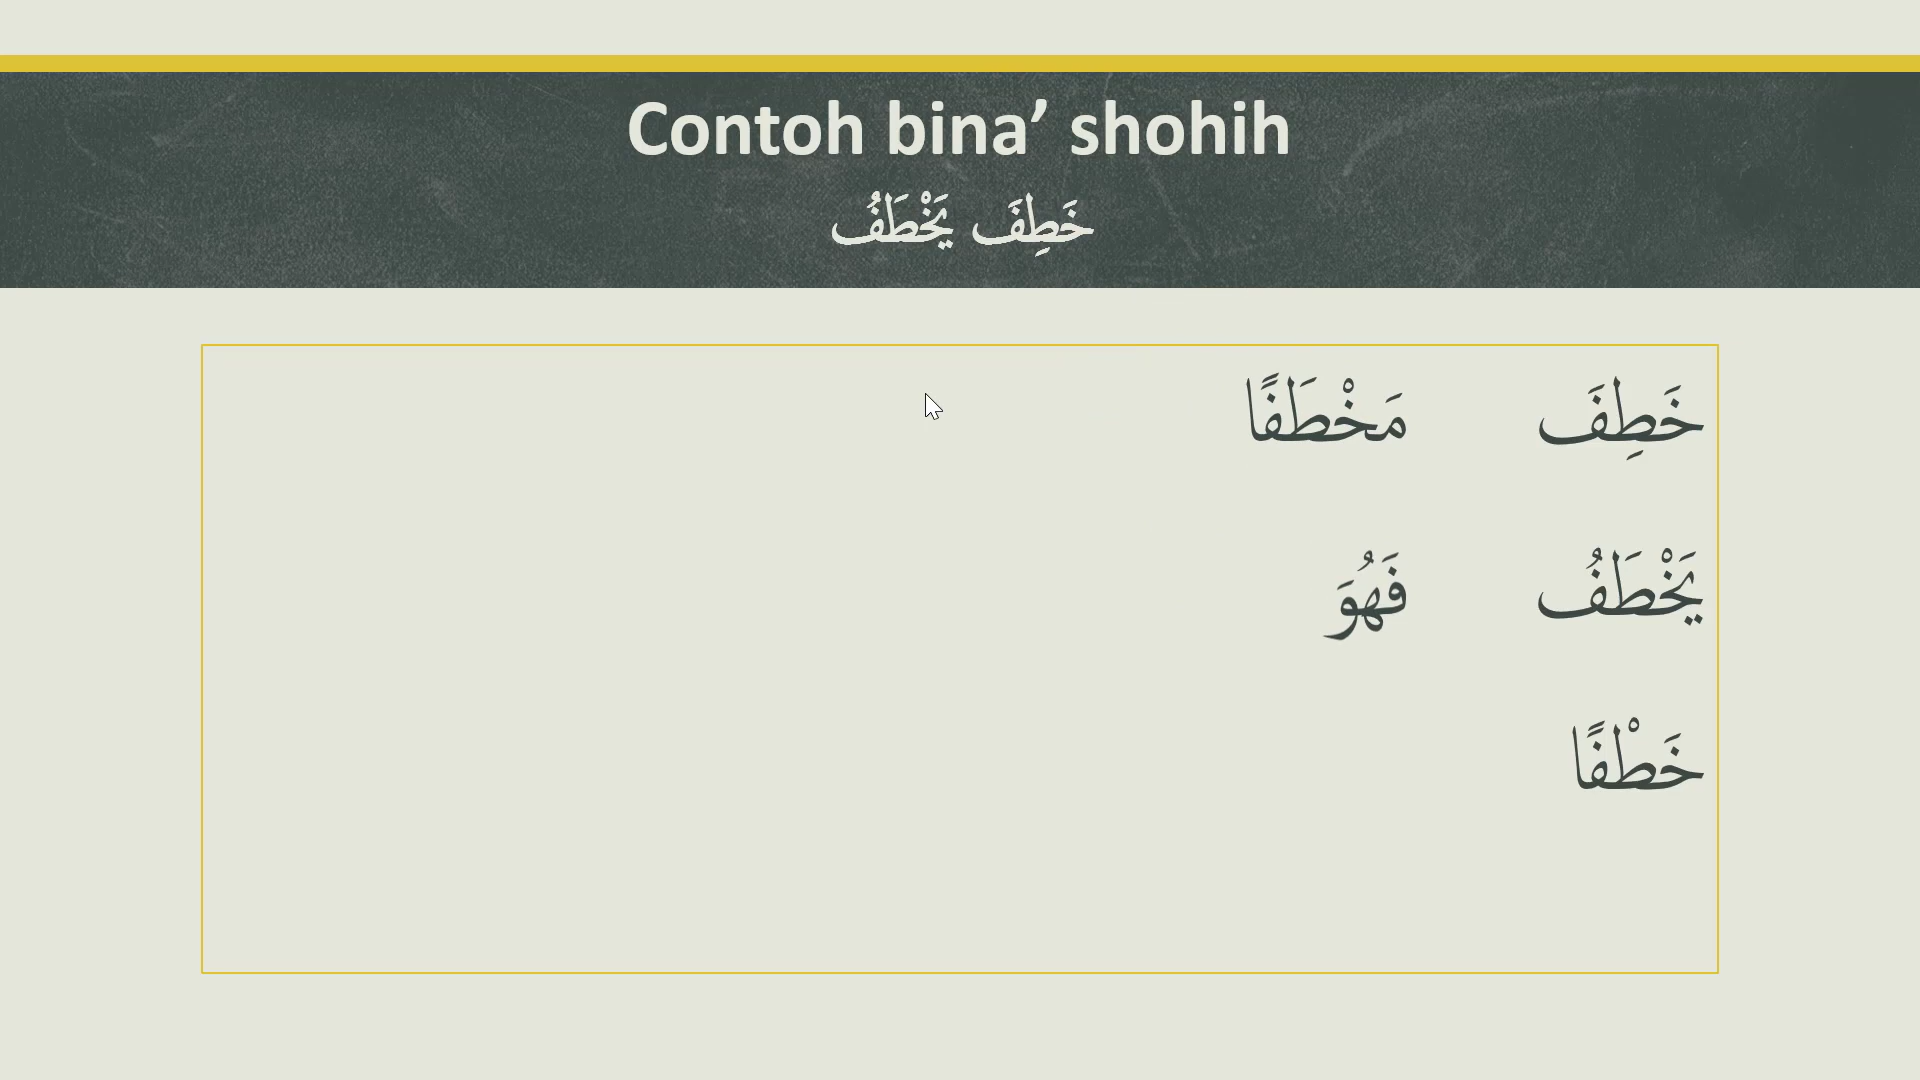 Contoh bina’ shohih
خَطِفَ يَخْطَفُ
خَطِفَ مَخْطَفًا
يَخْطَفُ فَهُوَ
خَطْفًا